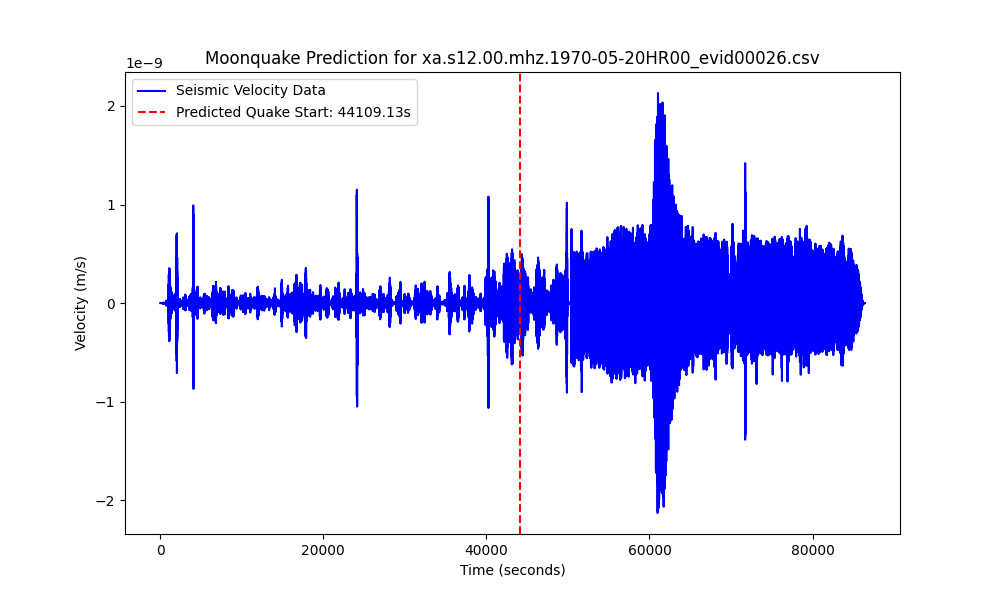 Moonquake Prediction for xa.s12.00.mhz.1970-05-20HR00_evid00026.csv
1e−9
Seismic Velocity Data
Predicted Quake Start: 44109.13s
2
1
0
−1
−2
Velocity (m/s)
0 20000 40000 60000 80000
Time (seconds)